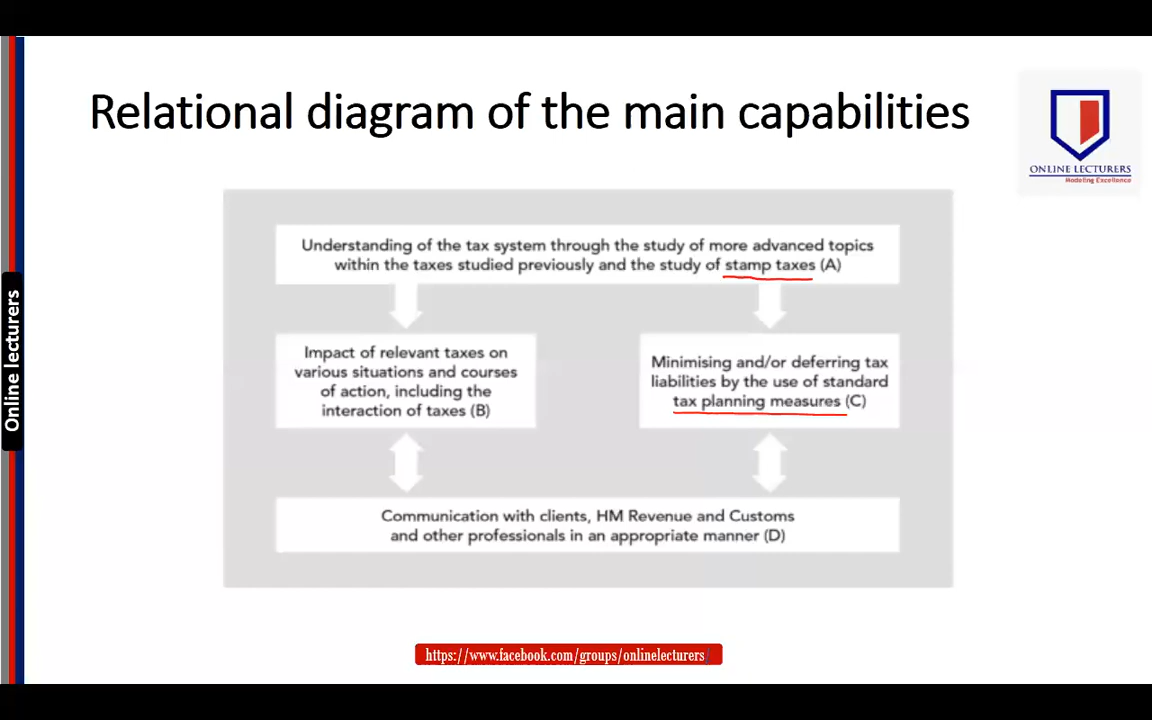 Relational diagram of the main capabilities
ONLINE LECTURERS
Modeling Excellence
Understanding of the tax system through the study of more advanced topics
within the taxes studied previously and the study of stamp taxes (A)
Impact of relevant taxes on
various situations and courses
of action, including the
interaction of taxes (B)
Minimising and/or deferring tax
liabilities by the use of standard
tax planning measures (C)
Communication with clients, HM Revenue and Customs
and other professionals in an appropriate manner (D)
Online lecturers
https://www.facebook.com/groups/onlinelecturers/